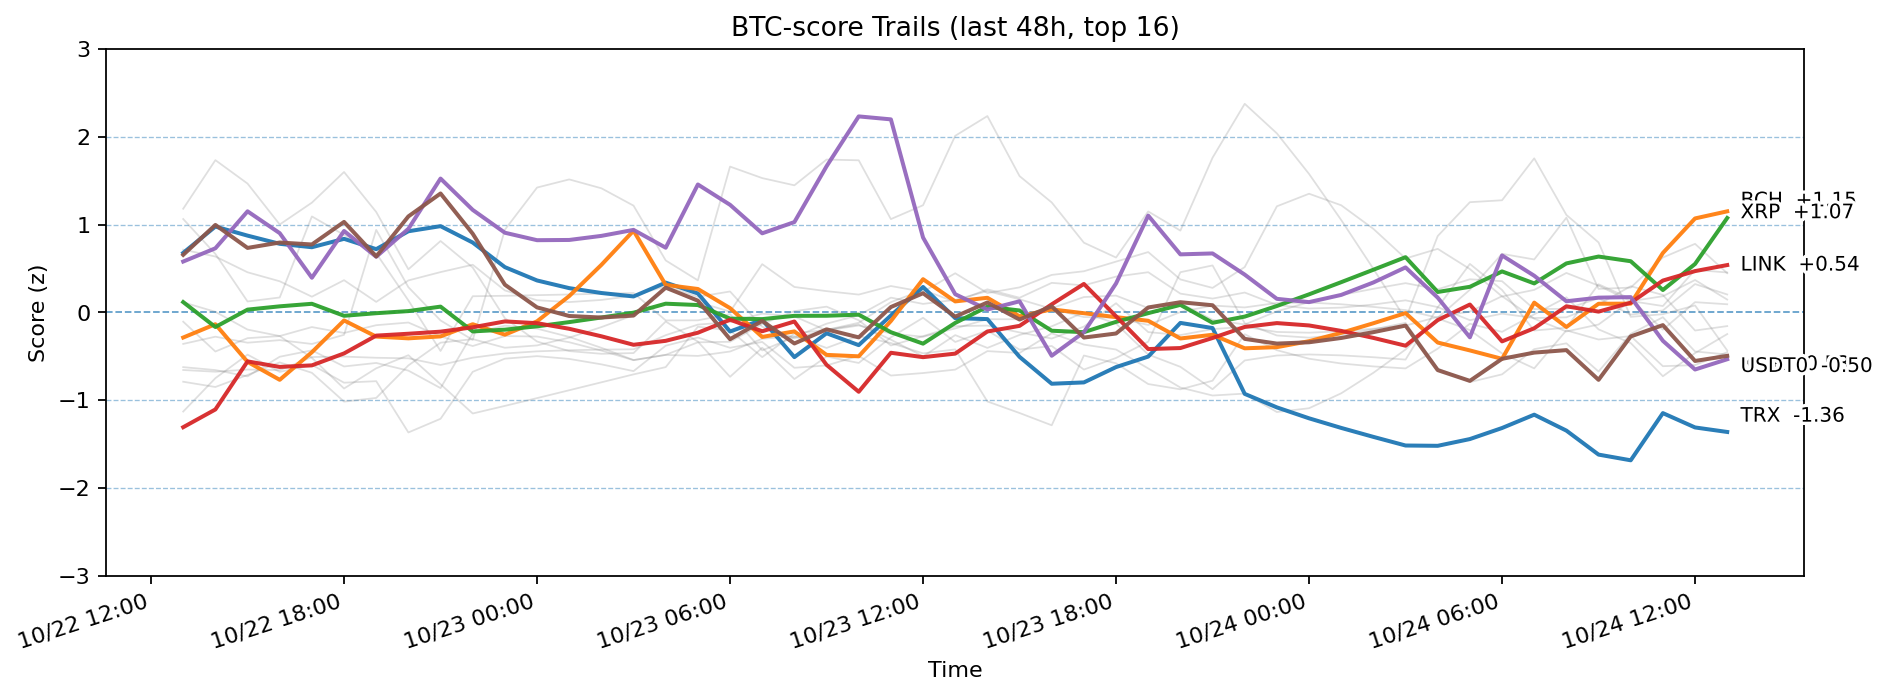 BTC-score Trails (last 48h, top 16)
Score (z)
3
2
1
0
−1
−2
−3
BCH +1.15
XRP +1.07
LINK +0.54
USDT0 -0.50
TRX -1.36
10/22 12:00
10/22 18:00
10/23 00:00
10/23 06:00
10/23 12:00
10/23 18:00
10/24 00:00
10/24 06:00
10/24 12:00
Time